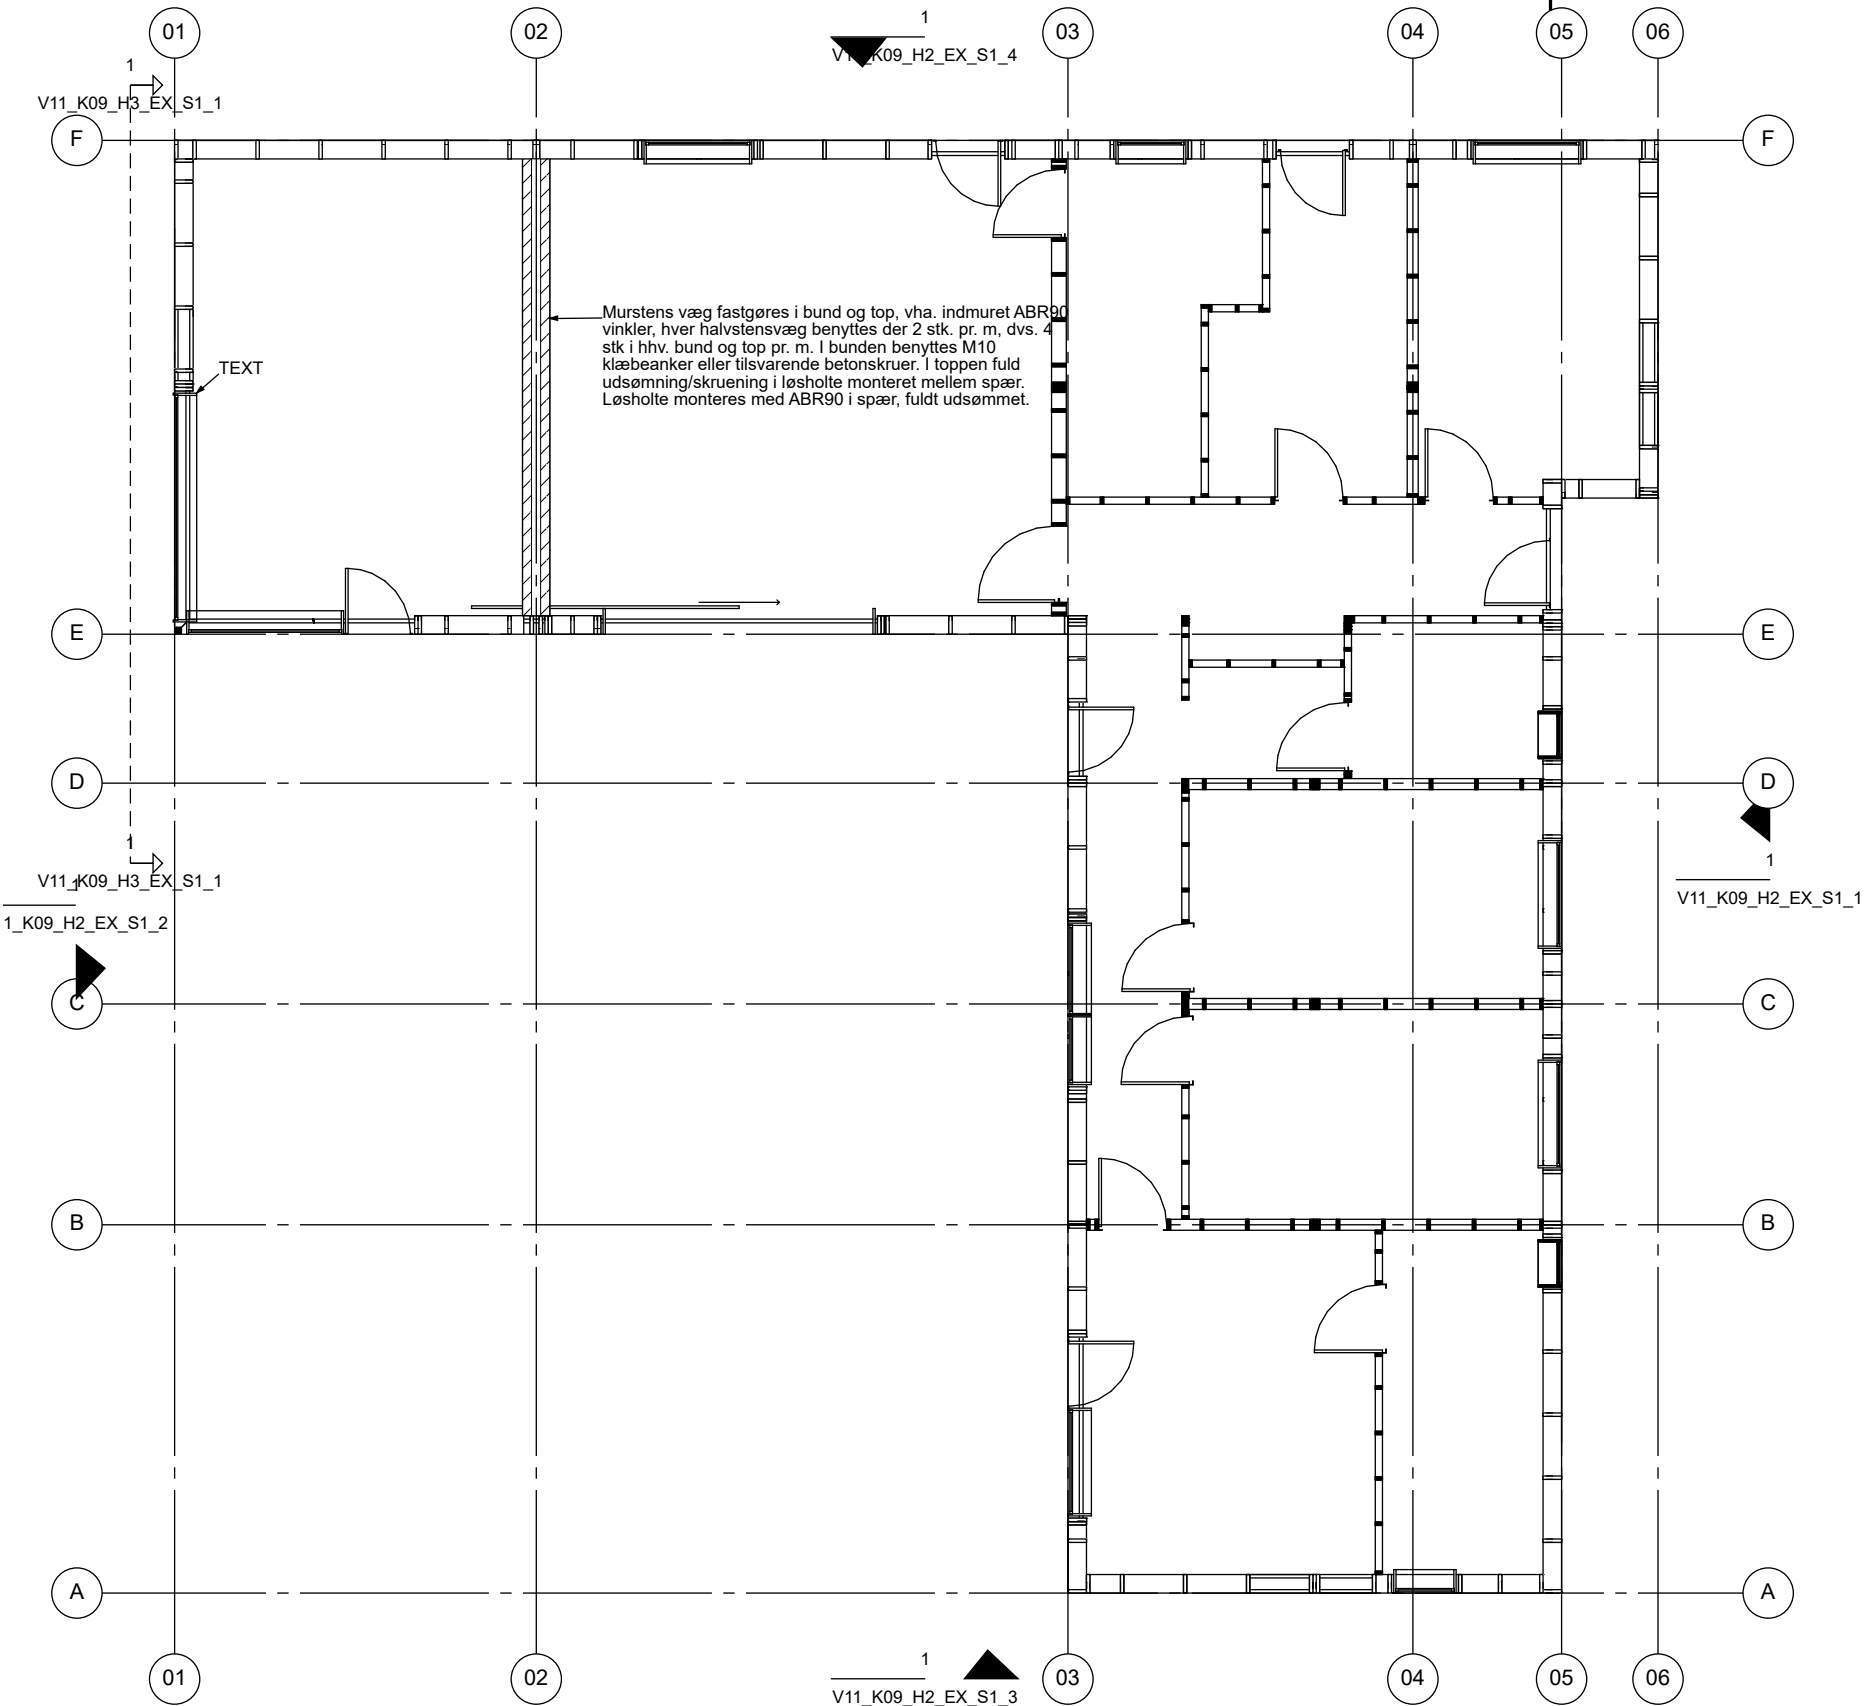 01
02
03
04
05
06
1
V11_K09_H2_EX_S1_4
1
V11_K09_H3_EX_S1_1
F
F
Murstens væg fastgøres i bund og top, vha. indmuret ABR90
vinkler, hver halvstensvæg benyttes der 2 stk. pr. m, dvs. 4
stk i hhv. bund og top pr. m. I bunden benyttes M10
klæbeanker eller tilsvarende betonskruer. I toppen fuld
udsømning/skruening i løsholte monteret mellem spær.
Løsholte monteres med ABR90 i spær, fuldt udsømmet.
TEXT
E
E
D
D
1
V11_K09_H3_EX_S1_1
1
1_K09_H2_EX_S1_2
1
V11_K09_H2_EX_S1_1
C
C
B
B
A
A
1
V11_K09_H2_EX_S1_3
01
02
03
04
05
06